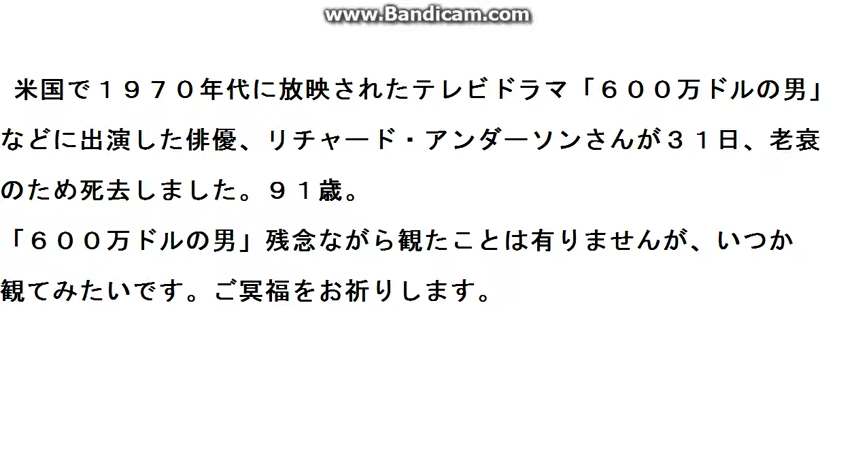 www.Bandicam.com
米国で１９７０年代に放映されたテレビドラマ「６００万ドルの男」
などに出演した俳優、リチャード・アンダーソンさんが３１日、老衰
のため死去しました。９１歳。
「６００万ドルの男」残念ながら観たことは有りませんが、いつか
観てみたいです。ご冥福をお祈りします。